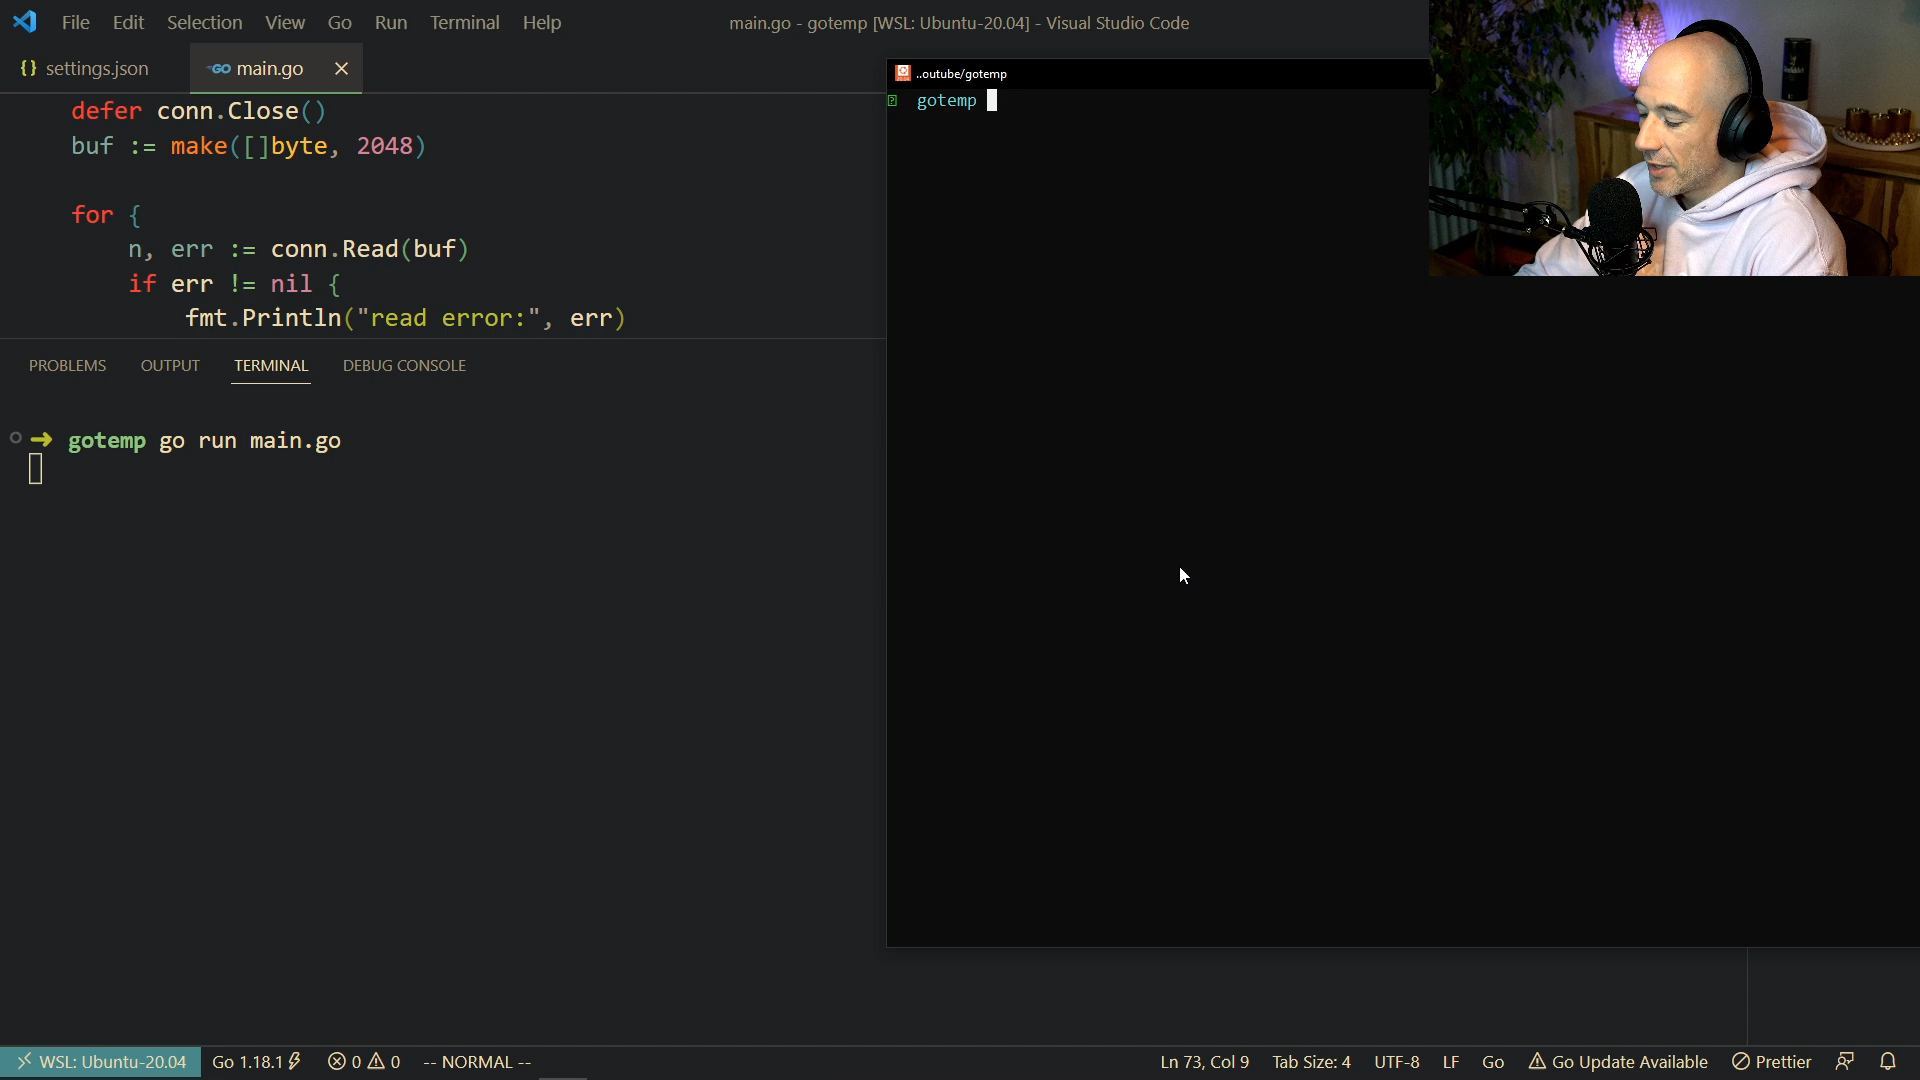 File Edit Selection View Go Run Terminal Help
main.go - gotemp [WSL: Ubuntu-20.04] - Visual Studio Code
{} settings.json
GO main.go
defer conn.Close()
buf := make([]byte, 2048)
for {
n, err := conn.Read(buf)
if err != nil {
fmt.Println("read error:", err)
PROBLEMS OUTPUT TERMINAL DEBUG CONSOLE
gotemp go run main.go
..outube/gotemp
gotemp
WSL: Ubuntu-20.04 Go 1.18.1 0 0 -- NORMAL -- Ln 73, Col 9 Tab Size: 4 UTF-8 LF Go Go Update Available Prettier